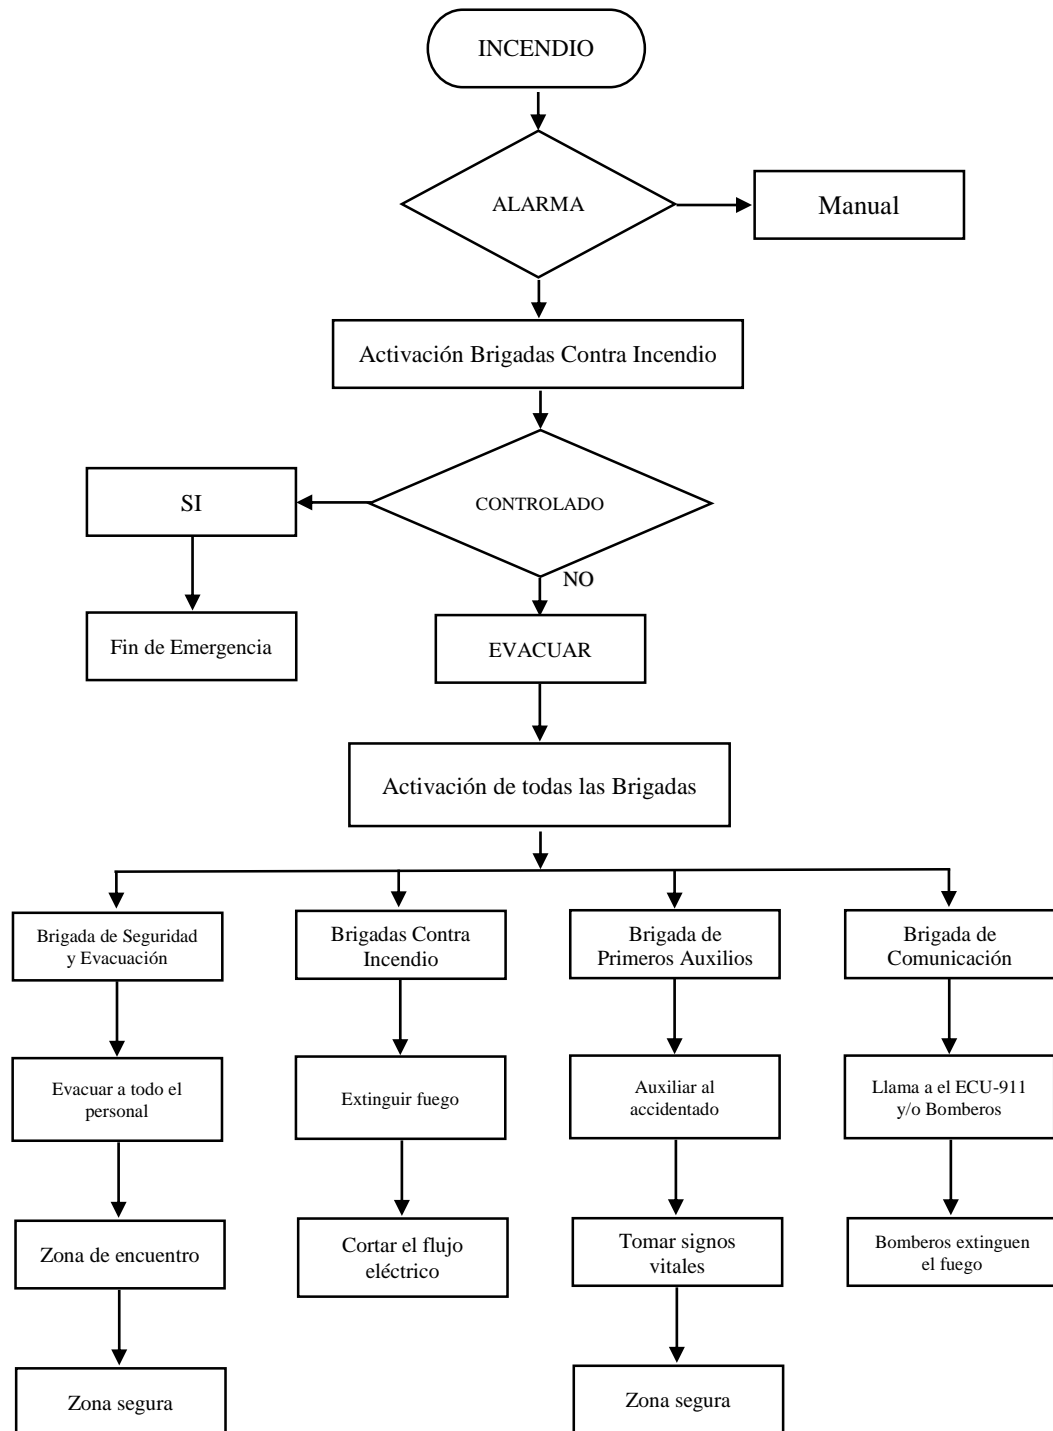 INCENDIO
ALARMA
Manual
Activación Brigadas Contra Incendio
SI
CONTROLADO
NO
Fin de Emergencia
EVACUAR
Activación de todas las Brigadas
Brigada de Seguridad
y Evacuación
Brigadas Contra
Incendio
Brigada de
Primeros Auxilios
Brigada de
Comunicación
Evacuar a todo el
personal
Extinguir fuego
Auxiliar al
accidentado
Llama a el ECU-911
y/o Bomberos
Zona de encuentro
Cortar el flujo
eléctrico
Tomar signos
vitales
Bomberos extinguen
el fuego
Zona segura
Zona segura